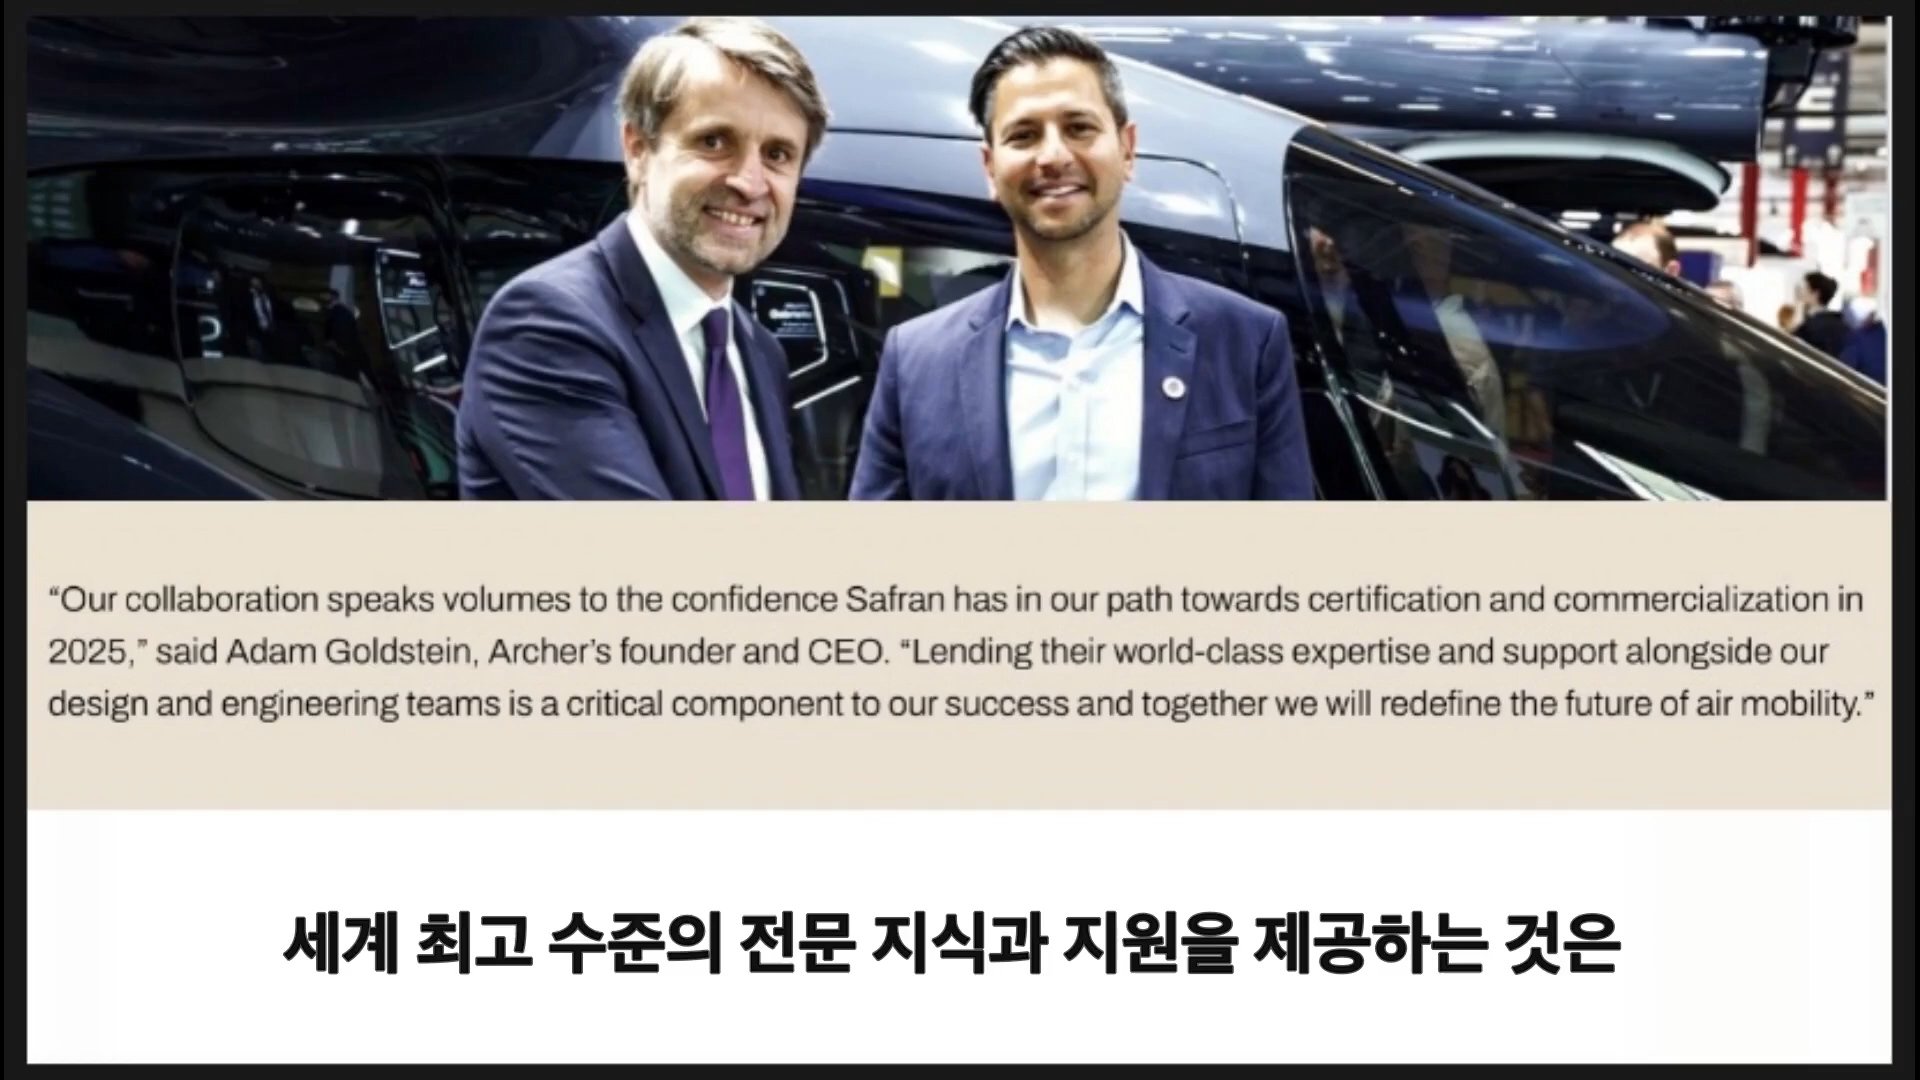 “Our collaboration speaks volumes to the confidence Safran has in our path towards certification and commercialization in
2025,” said Adam Goldstein, Archer’s founder and CEO. “Lending their world-class expertise and support alongside our
design and engineering teams is a critical component to our success and together we will redefine the future of air mobility.”
세계 최고 수준의 전문 지식과 지원을 제공하는 것은